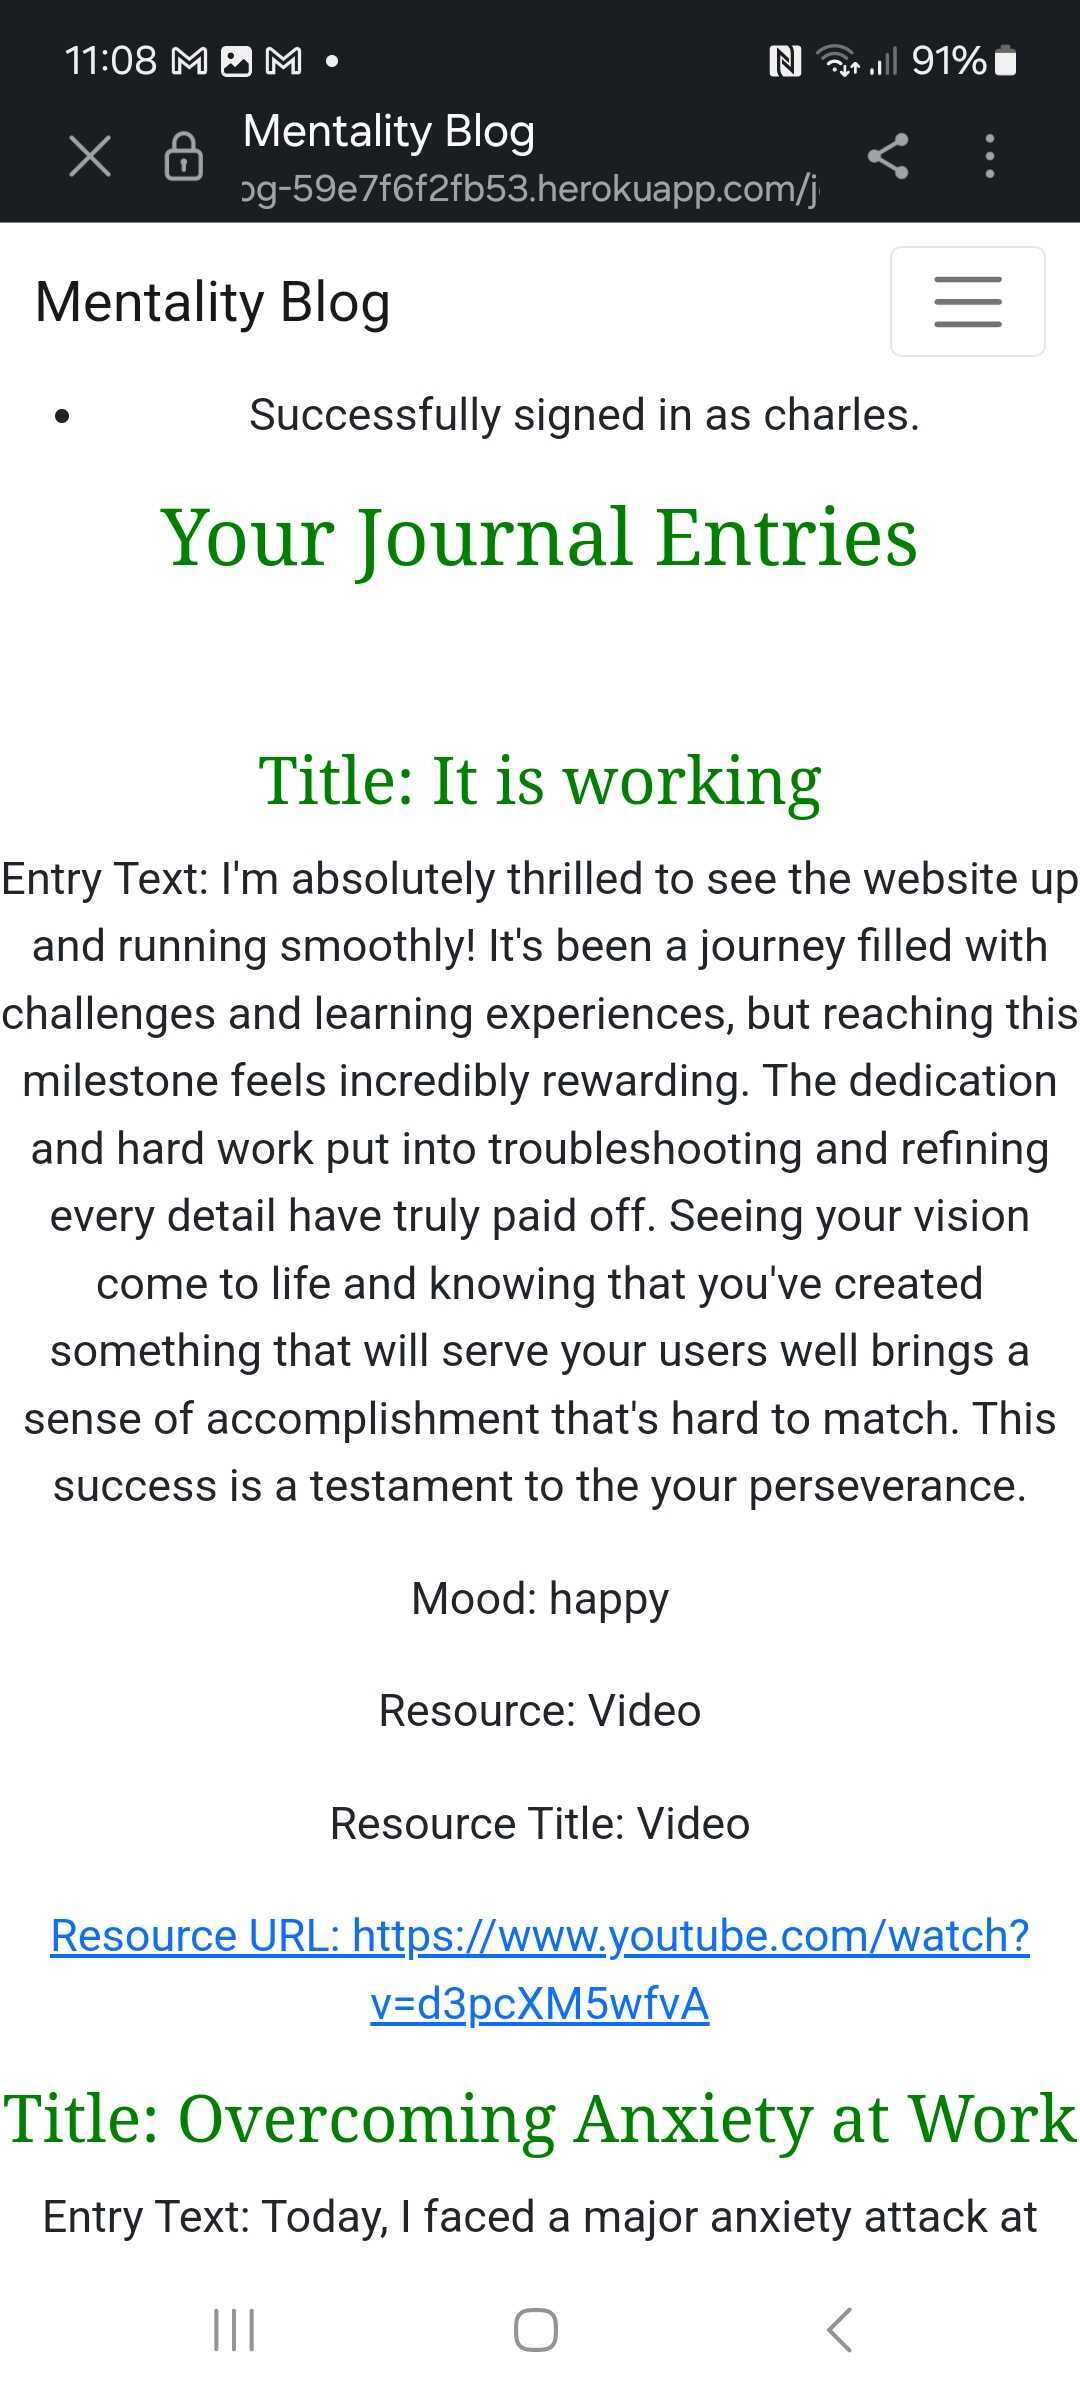 11:08
91%
Mentality Blog
og-59e7f6f2fb53.herokuapp.com/j
Mentality Blog
Successfully signed in as charles.
Your Journal Entries
Title: It is working
Entry Text: I'm absolutely thrilled to see the website up
and running smoothly! It's been a journey filled with
challenges and learning experiences, but reaching this
milestone feels incredibly rewarding. The dedication
and hard work put into troubleshooting and refining
every detail have truly paid off. Seeing your vision
come to life and knowing that you've created
something that will serve your users well brings a
sense of accomplishment that's hard to match. This
success is a testament to the your perseverance.
Mood: happy
Resource: Video
Resource Title: Video
Resource URL: https://www.youtube.com/watch?
v=d3pcXM5wfvA
Title: Overcoming Anxiety at Work
Entry Text: Today, I faced a major anxiety attack at